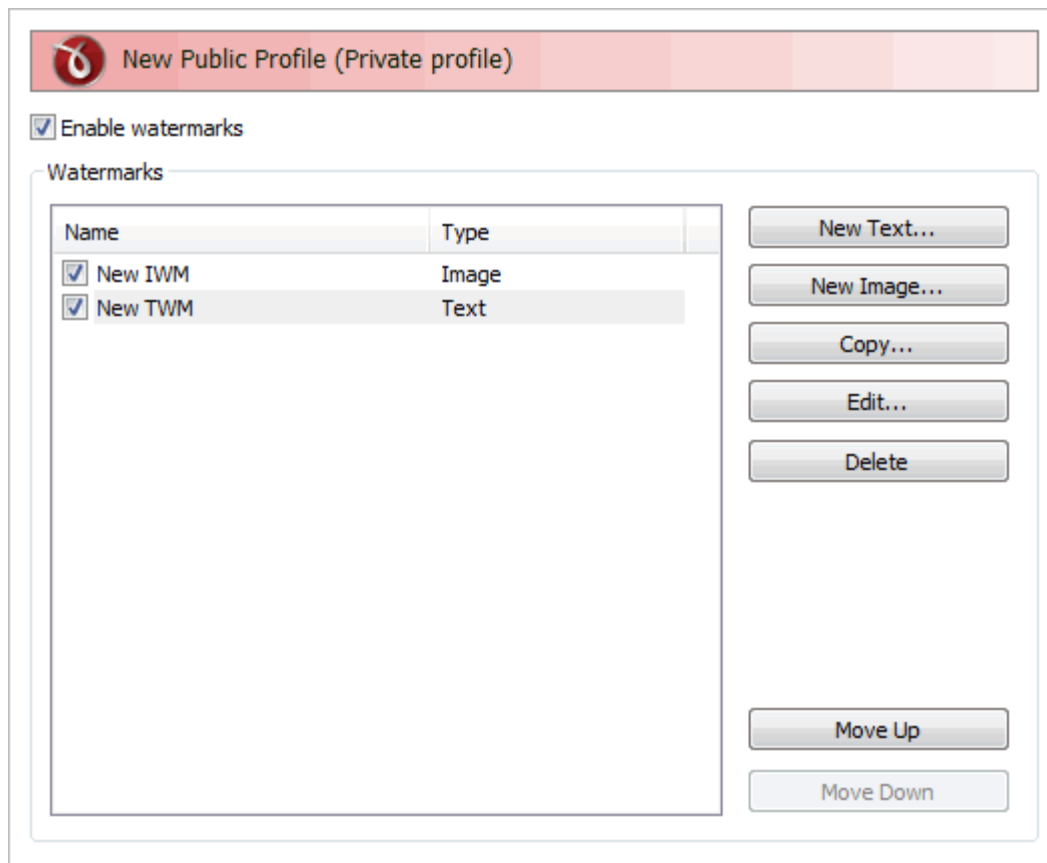 New Public Profile (Private profile)
Enable watermarks
Watermarks
Name Type
New IWM Image
New TWM Text
New Text...
New Image...
Copy...
Edit...
Delete
Move Up
Move Down